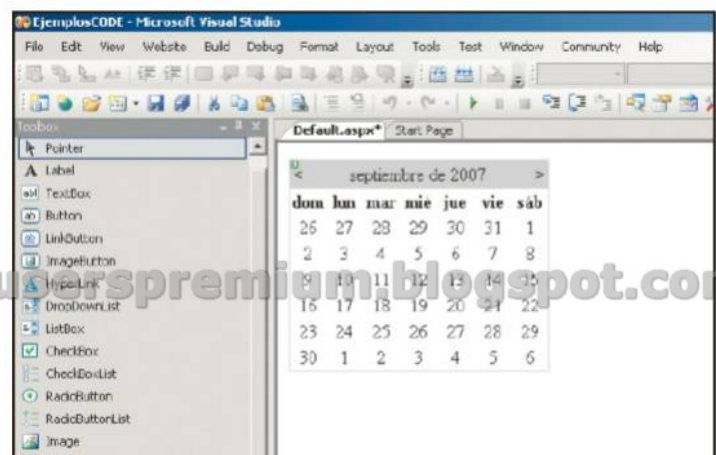 EjemplosCODE - Microsoft Visual Studio
File Edit View Website Build Debug Format Layout Tools Test Window Community Help
Toolbox
Default.aspx* Start Page
Pointer
A Label
abl TextBox
ab Button
ab LinkButton
ImageButton
A HyperLink
DropDownList
ListBox
CheckBox
CheckBoxList
RadioButton
RadioButtonList
Image
< septiembre de 2007 >
dom lun mar mié jue vie sáb
26 27 28 29 30 31 1
2 3 4 5 6 7 8
9 10 11 12 13 14 15
16 17 18 19 20 21 22
23 24 25 26 27 28 29
30 1 2 3 4 5 6
userspremium.blogspot.com